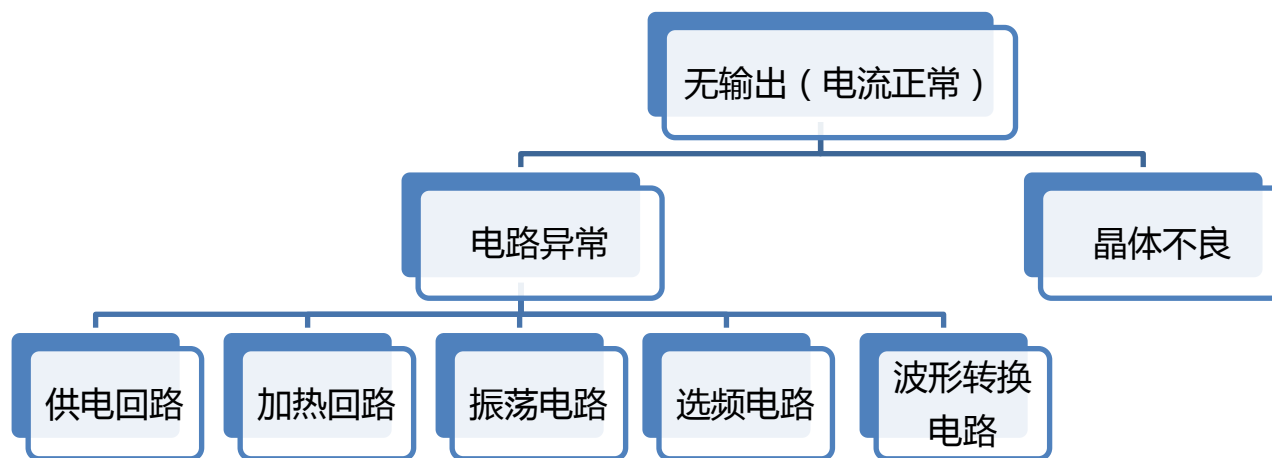 无输出（电流正常）
电路异常
晶体不良
供电回路
加热回路
振荡电路
选频电路
波形转换
电路